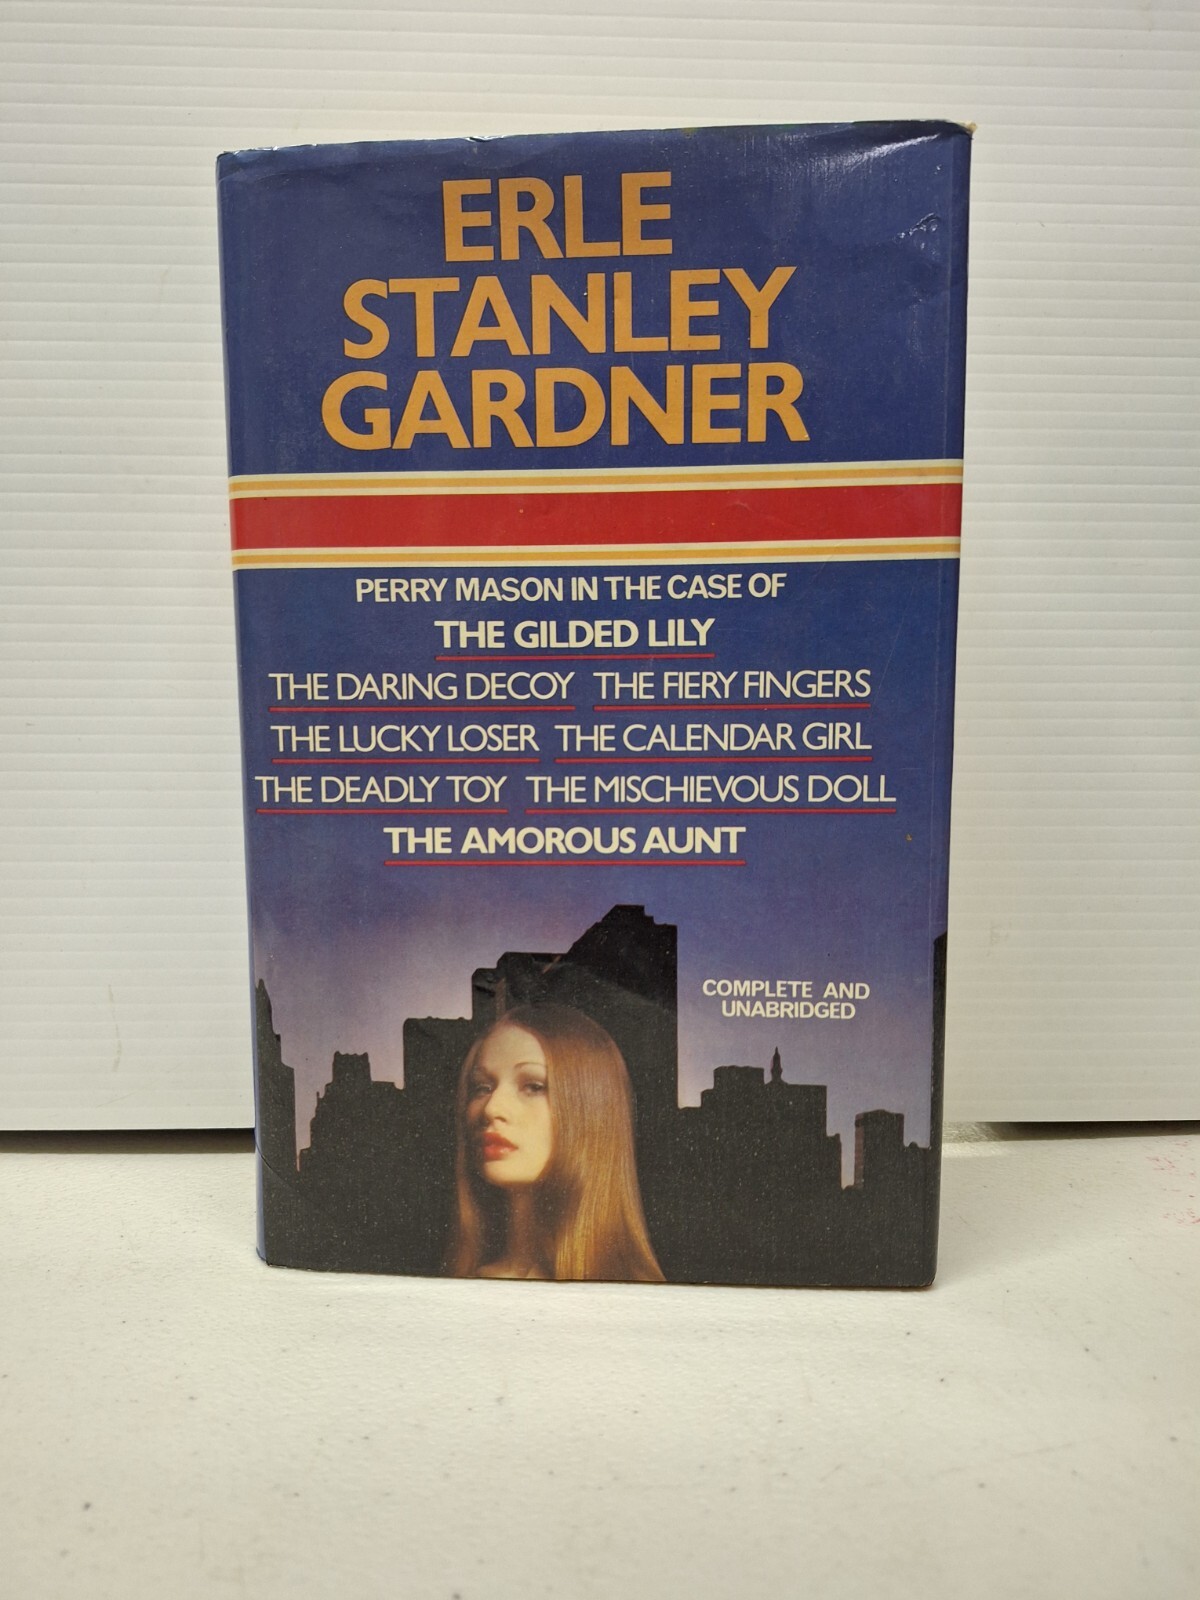 ERLE
STANLEY
GARDNER
PERRY MASON IN THE CASE OF
THE GILDED LILY
THE DARING DECOY THE FIERY FINGERS
THE LUCKY LOSER THE CALENDAR GIRL
THE DEADLY TOY THE MISCHIEVOUS DOLL
THE AMOROUS AUNT
COMPLETE AND
UNABRIDGED